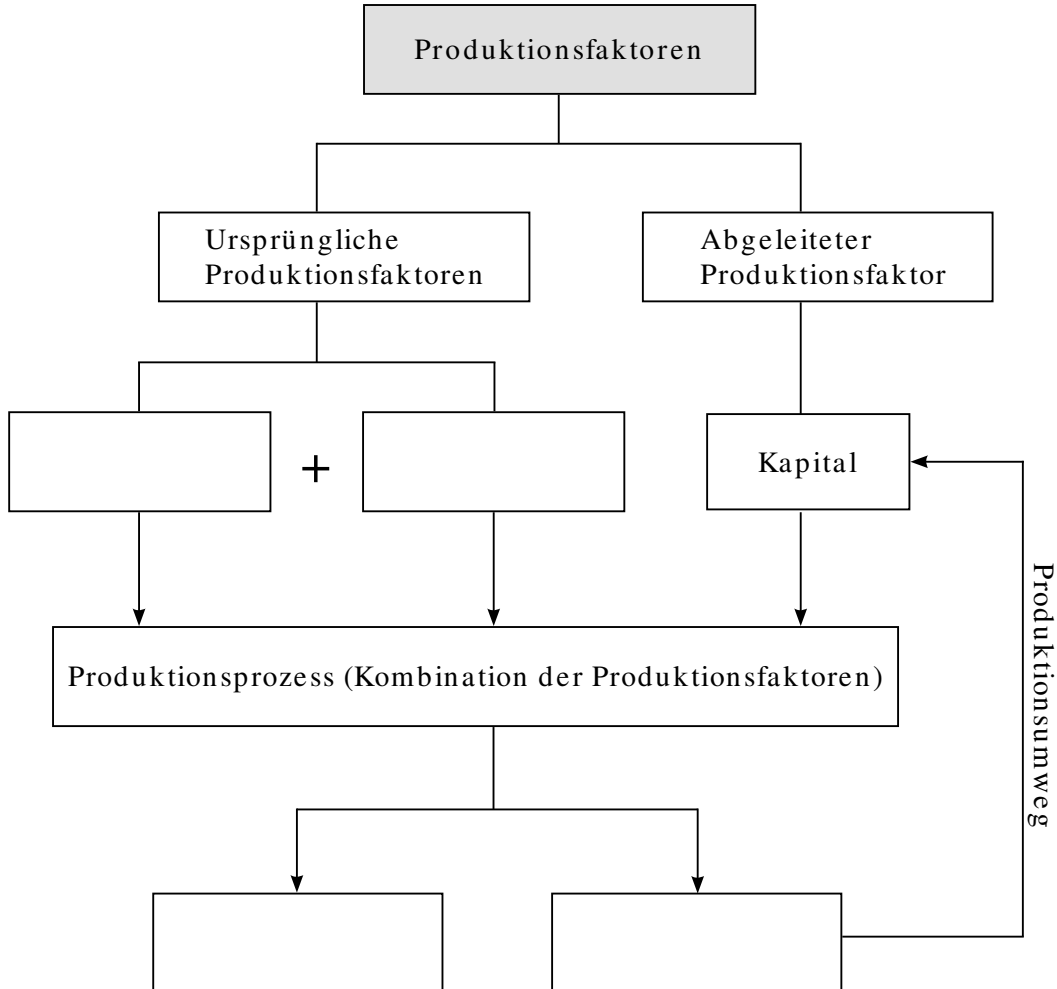 Produktionsfaktoren
Ursprüngliche
Produktionsfaktoren
Abgeleiteter
Produktionsfaktor
+
Kapital
Produktionsprozess (Kombination der Produktionsfaktoren)
Produktionsumweg